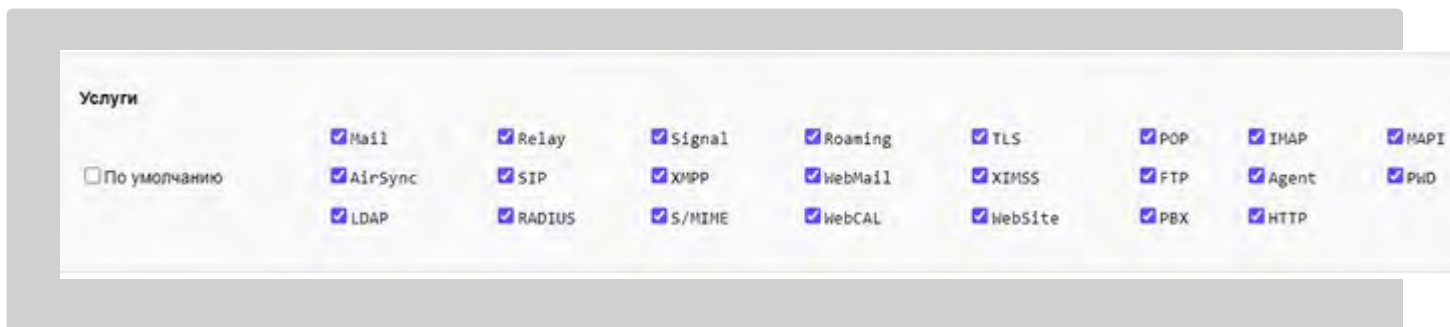 Услуги
Mail Relay Signal Roaming TLS POP IMAP MAPI
По умолчанию AirSync SIP XMPP WebMail XIMSS FTP Agent PWD
LDAP RADIUS S/MIME WebCAL WebSite PBX HTTP